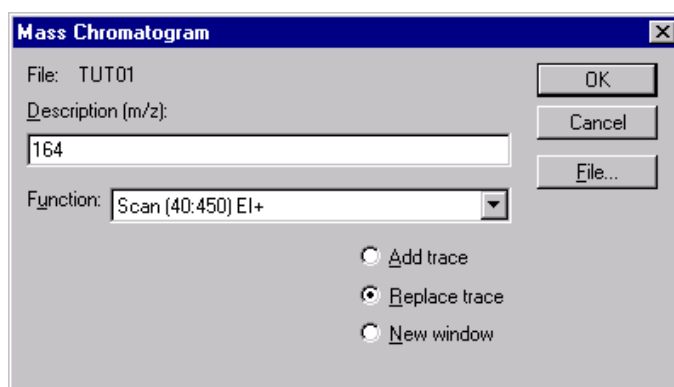 Mass Chromatogram
File: TUT01
OK
Description (m/z):
Cancel
164
File...
Function: Scan (40:450) EI+
Add trace
Replace trace
New window